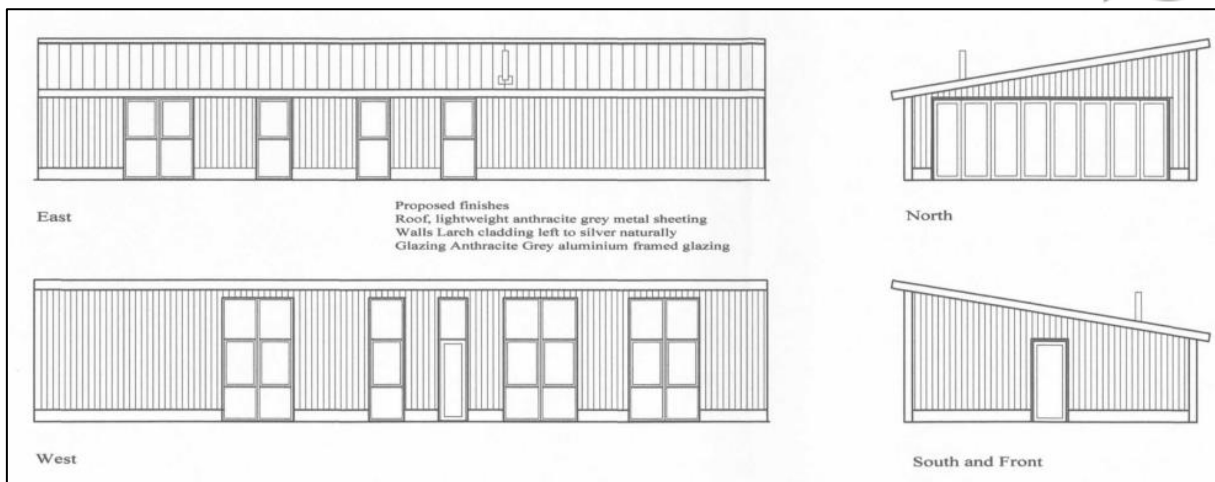 East
Proposed finishes
Roof, lightweight anthracite grey metal sheeting
Walls Larch cladding left to silver naturally
Glazing Anthracite Grey aluminium framed glazing
North
West
South and Front